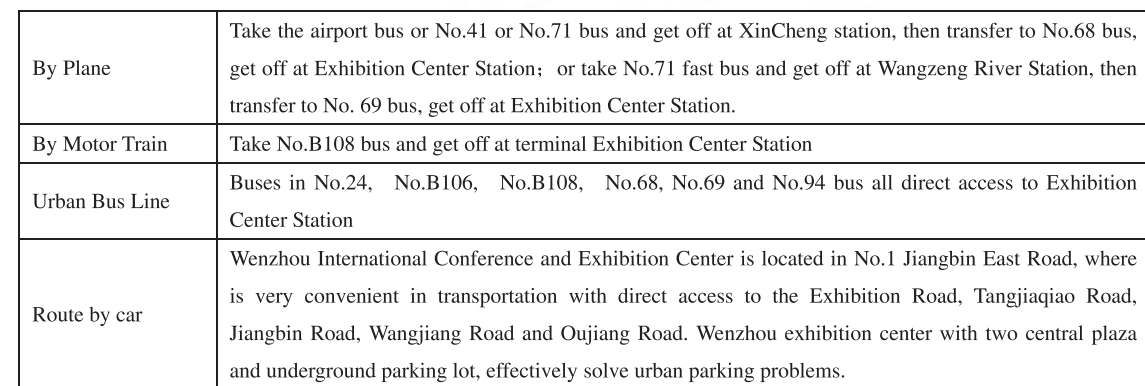 By Plane
Take the airport bus or No.41 or No.71 bus and get off at XinCheng station, then transfer to No.68 bus,
get off at Exhibition Center Station；or take No.71 fast bus and get off at Wangzeng River Station, then
transfer to No. 69 bus, get off at Exhibition Center Station.
By Motor Train
Take No.B108 bus and get off at terminal Exhibition Center Station
Urban Bus Line
Buses in No.24, No.B106, No.B108, No.68, No.69 and No.94 bus all direct access to Exhibition
Center Station
Route by car
Wenzhou International Conference and Exhibition Center is located in No.1 Jiangbin East Road, where
is very convenient in transportation with direct access to the Exhibition Road, Tangjiaqiao Road,
Jiangbin Road, Wangjiang Road and Oujiang Road. Wenzhou exhibition center with two central plaza
and underground parking lot, effectively solve urban parking problems.